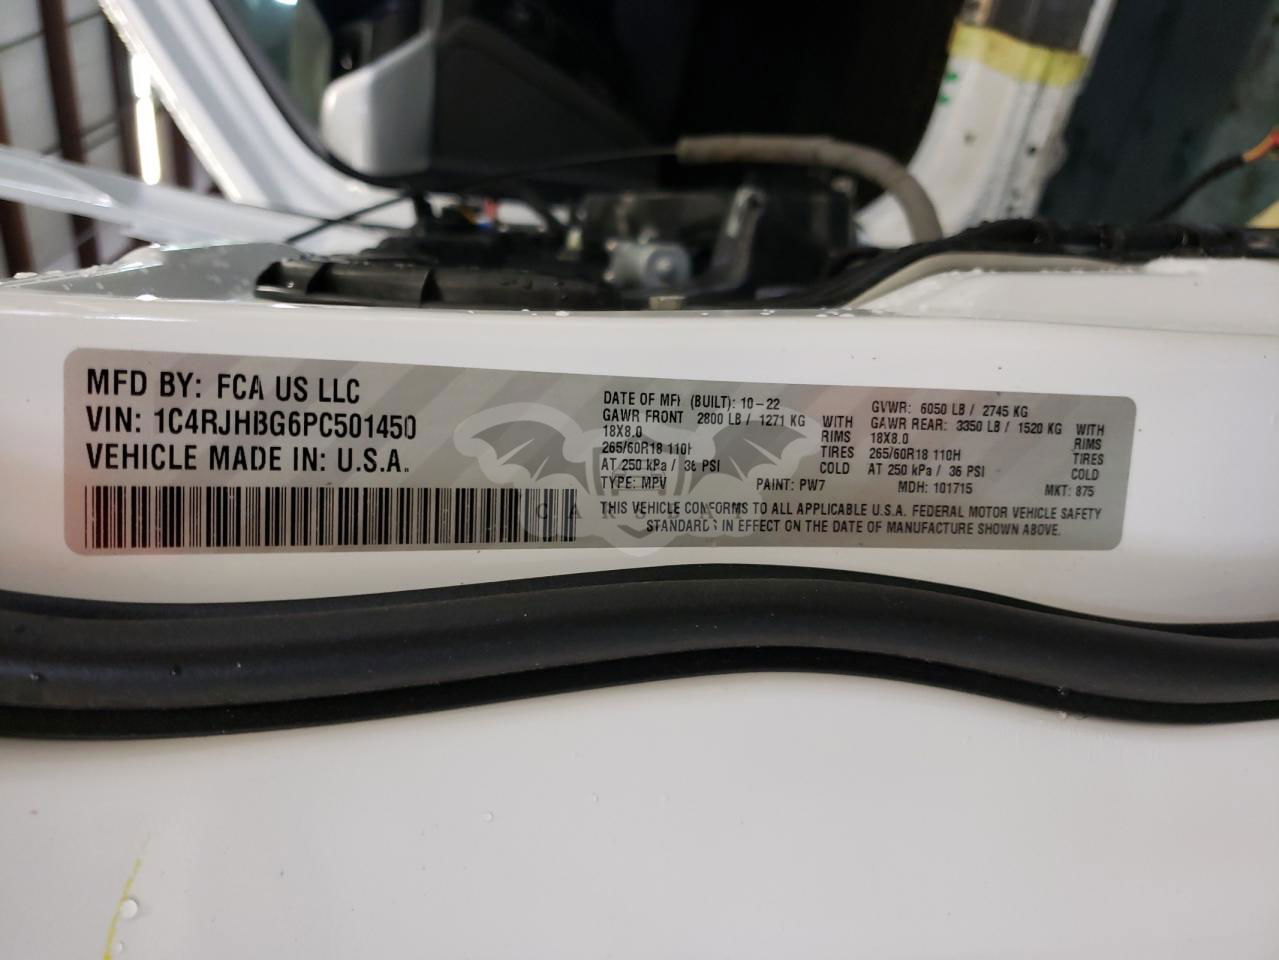 MFD BY: FCA US LLC
VIN: 1C4RJHBG6PC501450
VEHICLE MADE IN: U.S.A.
DATE OF MFR (BUILT): 10-22
GAWR FRONT 2800 LB / 1271 KG WITH
18X8.0 RIMS
265/60R18 110H TIRES
AT 250 kPa / 36 PSI COLD
TYPE: MPV PAINT: PW7
GVWR: 6050 LB / 2745 KG
GAWR REAR: 3350 LB / 1520 KG WITH
18X8.0 RIMS
265/60R18 110H TIRES
AT 250 kPa / 36 PSI COLD
MDH: 101715 MKT: 875
THIS VEHICLE CONFORMS TO ALL APPLICABLE U.S.A. FEDERAL MOTOR VEHICLE SAFETY
STANDARDS IN EFFECT ON THE DATE OF MANUFACTURE SHOWN ABOVE.